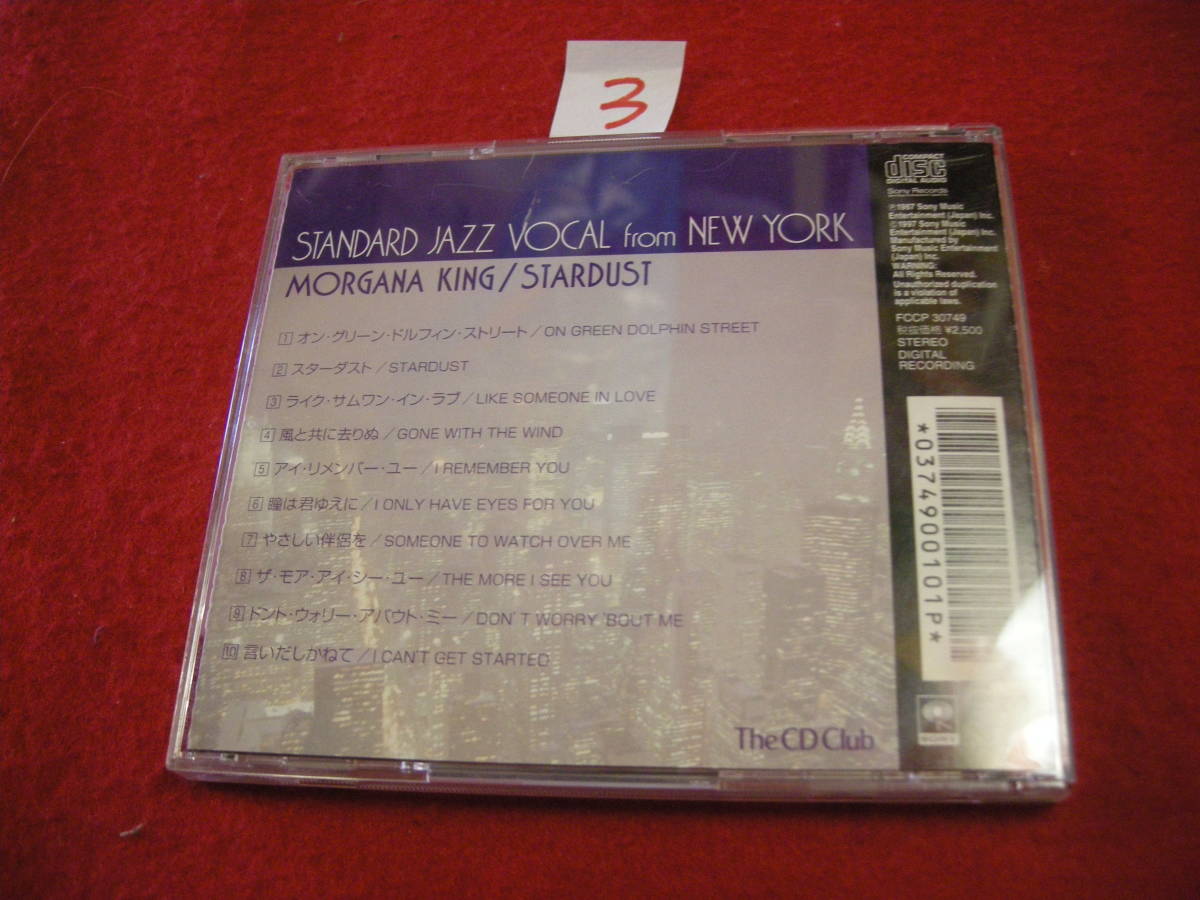 3
STANDARD JAZZ VOCAL from NEW YORK
MORGANA KING/STARDUST
1 オン・グリーン・ドルフィン・ストリート/ON GREEN DOLPHIN STREET
2 スターダスト/STARDUST
3 ライク・サムワン・イン・ラブ/LIKE SOMEONE IN LOVE
4 風と共に去りぬ/GONE WITH THE WIND
5 アイ・リメンバー・ユー/I REMEMBER YOU
6 瞳は君ゆえに/I ONLY HAVE EYES FOR YOU
7 やさしい伴侶を/SOMEONE TO WATCH OVER ME
8 ザ・モア・アイ・シー・ユー/THE MORE I SEE YOU
9 ドント・ウォリー・アバウト・ミー/DON'T WORRY 'BOUT ME
10 言いだしかねて/I CAN'T GET STARTED
The CD Club
COMPACT
disc
DIGITAL AUDIO
Sony Records
℗1987 Sony Music
Entertainment (Japan) Inc.
©1997 Sony Music
Entertainment (Japan) Inc.
Manufactured by
Sony Music Entertainment
(Japan) Inc.
WARNING:
All Rights Reserved.
Unauthorized duplication
is a violation of
applicable laws.
FCCP 30749
税抜価格 ¥2,500
STEREO
DIGITAL
RECORDING
*0374900101P*